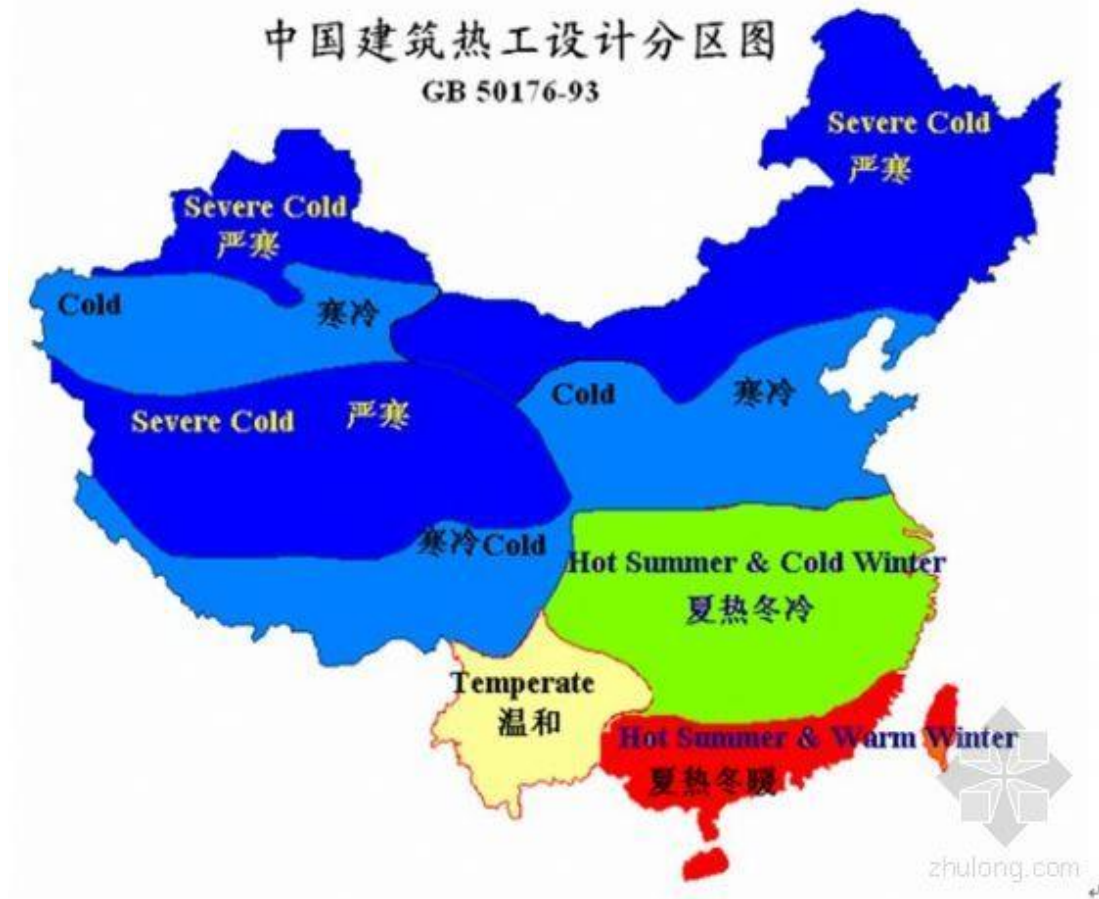 中国建筑热工设计分区图
GB 50176-93
Severe Cold
严寒
Severe Cold
严寒
Cold
寒冷
Cold
寒冷
Severe Cold 严寒
寒冷Cold
Hot Summer & Cold Winter
夏热冬冷
Temperate
温和
Hot Summer & Warm Winter
夏热冬暖
zhulong.com